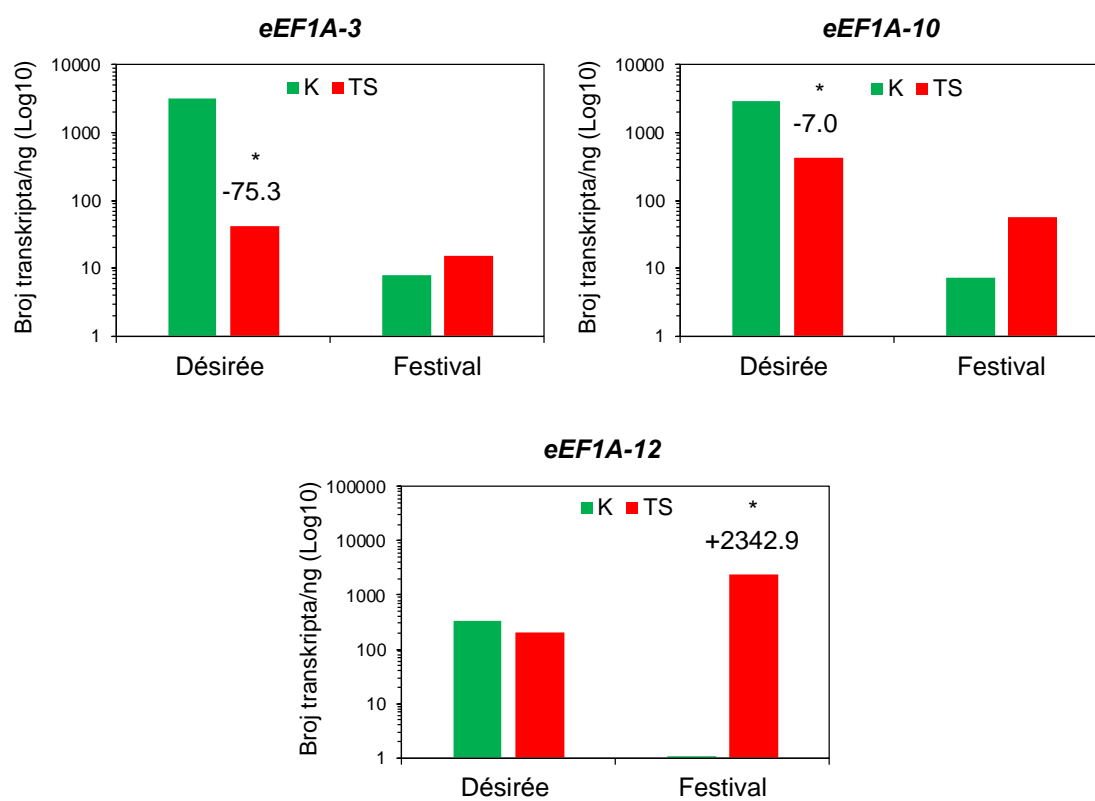 eEF1A-3
Broj transkripta/ng (Log10)
10000
1000
100
10
1
K
TS
*
-75.3
Désirée
Festival
eEF1A-10
Broj transkripta/ng (Log10)
10000
1000
100
10
1
K
TS
*
-7.0
Désirée
Festival
eEF1A-12
Broj transkripta/ng (Log10)
100000
10000
1000
100
10
1
K
TS
*
+2342.9
Désirée
Festival